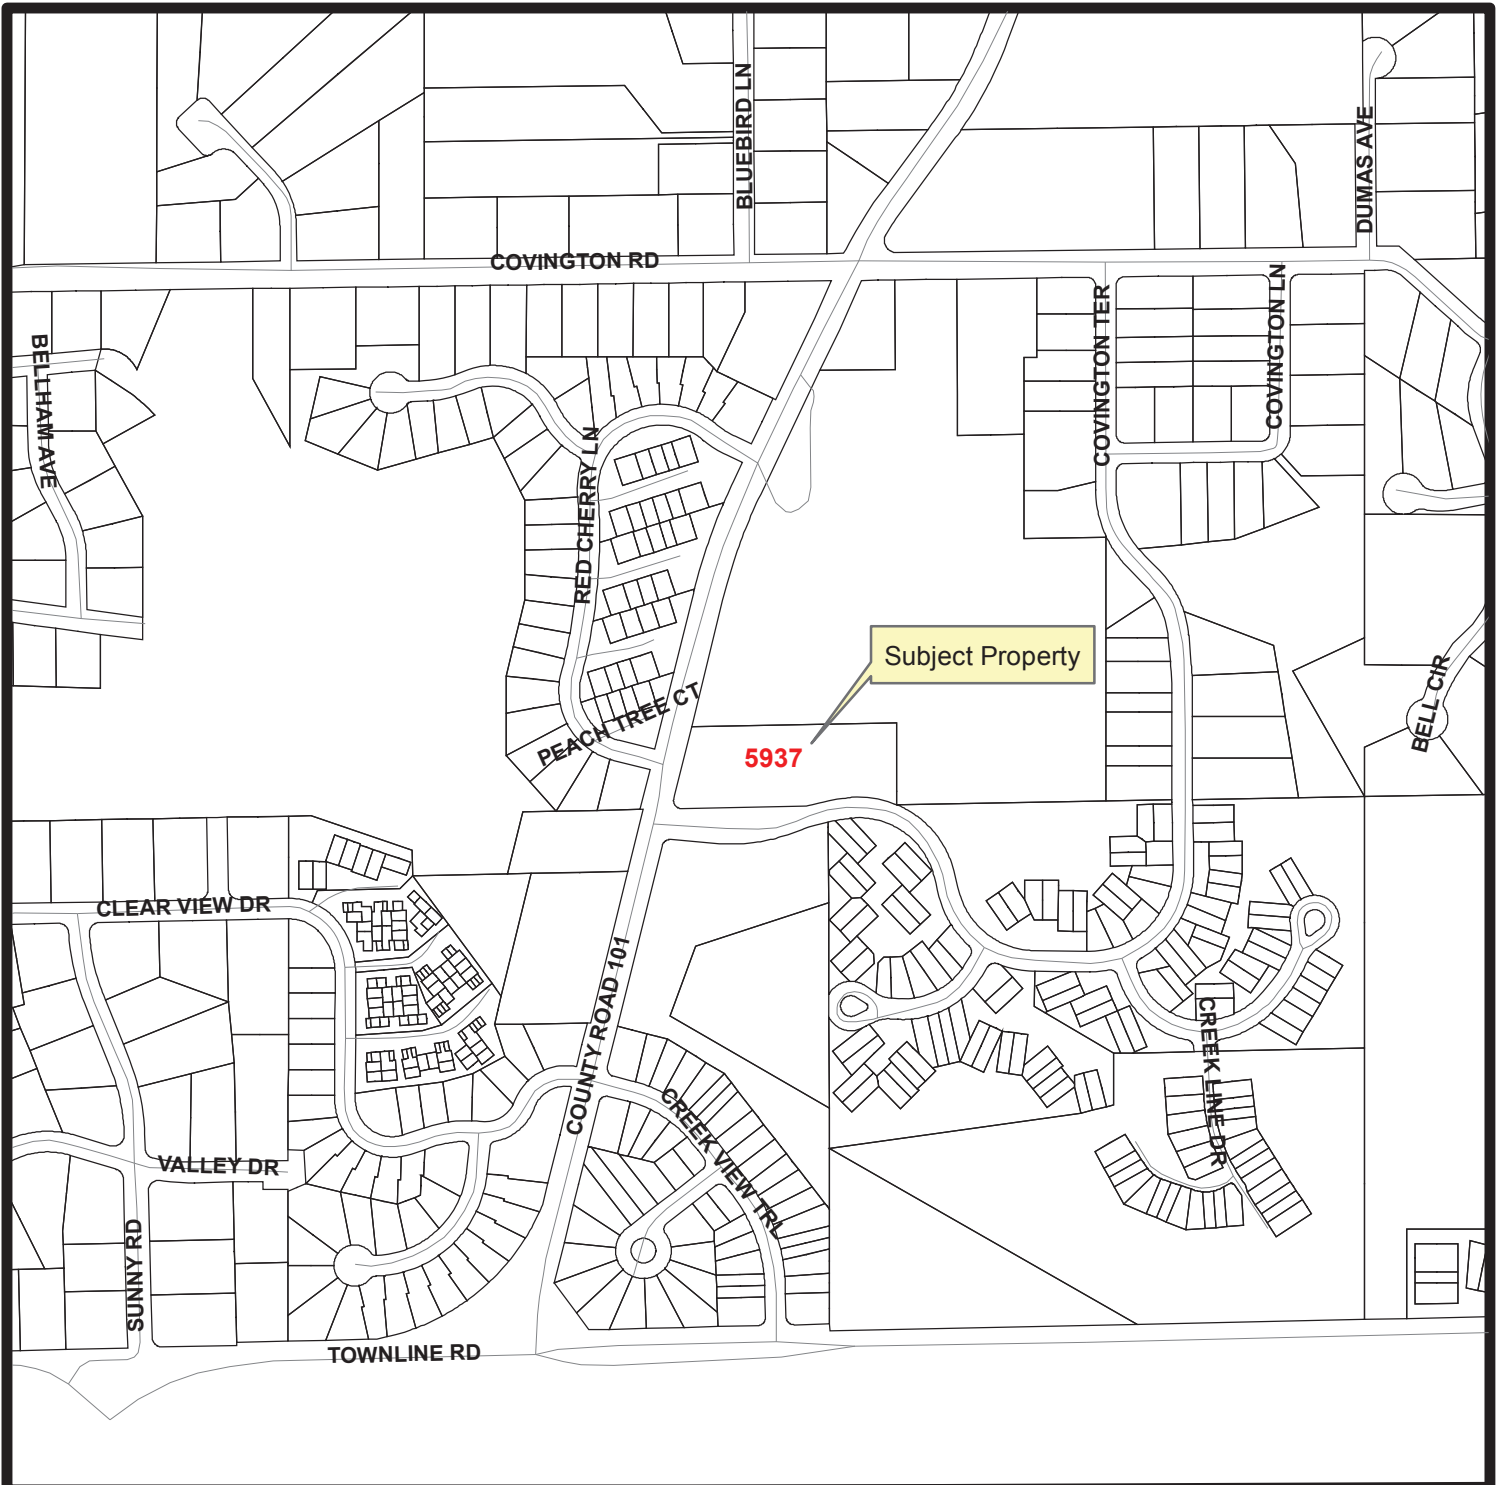 BLUEBIRD LN
DUMAS AVE
COVINGTON RD
BELLHAM AVE
COVINGTON TER
COVINGTON LN
RED CHERRY LN
Subject Property
BELL CIR
PEACH TREE CT
5937
CLEAR VIEW DR
COUNTY ROAD 101
CREEK LINE DR
CREEK VIEW TRL
VALLEY DR
SUNNY RD
TOWNLINE RD